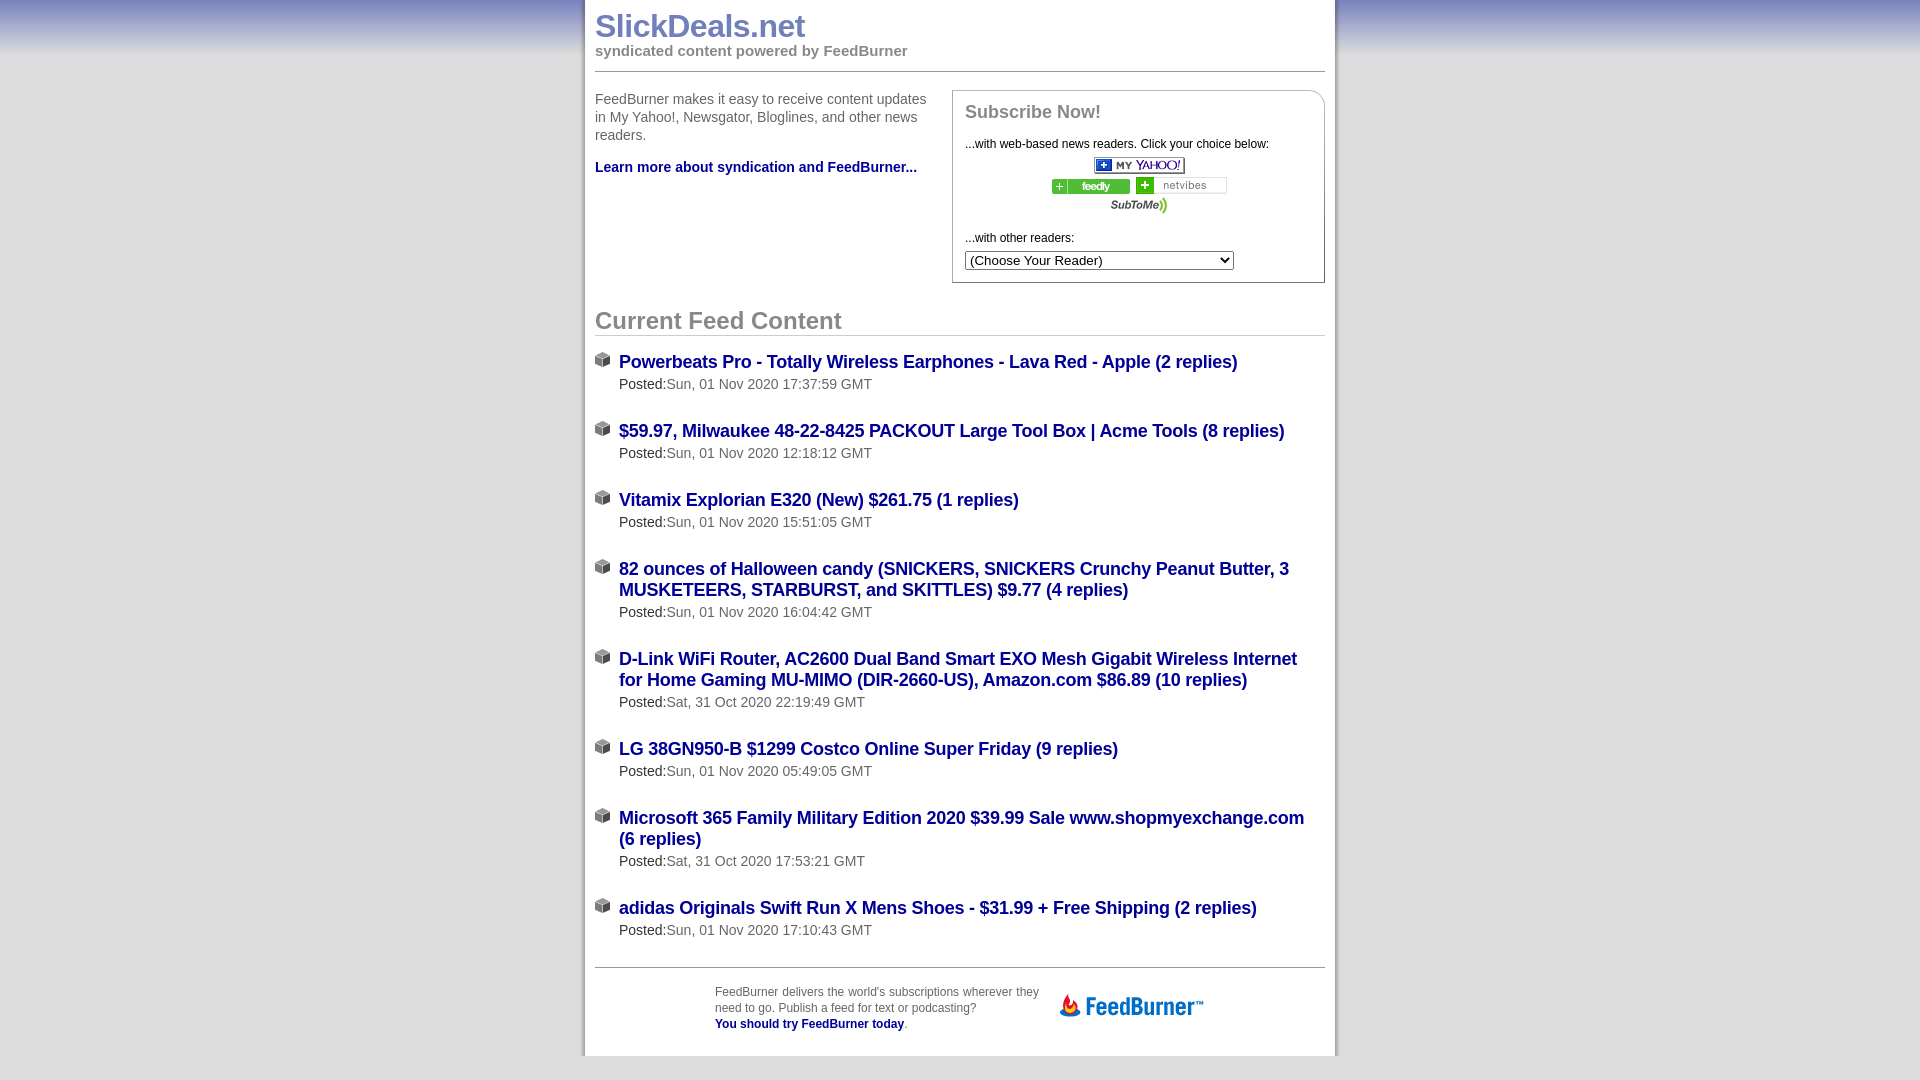 SlickDeals.net
syndicated content powered by FeedBurner
FeedBurner makes it easy to receive content updates
in My Yahoo!, Newsgator, Bloglines, and other news
readers.
Learn more about syndication and FeedBurner...
Subscribe Now!
...with web-based news readers. Click your choice below:
MY YAHOO!
feedly
netvibes
SubToMe
...with other readers:
(Choose Your Reader)
Current Feed Content
Powerbeats Pro - Totally Wireless Earphones - Lava Red - Apple (2 replies)
Posted:Sun, 01 Nov 2020 17:37:59 GMT
$59.97, Milwaukee 48-22-8425 PACKOUT Large Tool Box | Acme Tools (8 replies)
Posted:Sun, 01 Nov 2020 12:18:12 GMT
Vitamix Explorian E320 (New) $261.75 (1 replies)
Posted:Sun, 01 Nov 2020 15:51:05 GMT
82 ounces of Halloween candy (SNICKERS, SNICKERS Crunchy Peanut Butter, 3
MUSKETEERS, STARBURST, and SKITTLES) $9.77 (4 replies)
Posted:Sun, 01 Nov 2020 16:04:42 GMT
D-Link WiFi Router, AC2600 Dual Band Smart EXO Mesh Gigabit Wireless Internet
for Home Gaming MU-MIMO (DIR-2660-US), Amazon.com $86.89 (10 replies)
Posted:Sat, 31 Oct 2020 22:19:49 GMT
LG 38GN950-B $1299 Costco Online Super Friday (9 replies)
Posted:Sun, 01 Nov 2020 05:49:05 GMT
Microsoft 365 Family Military Edition 2020 $39.99 Sale www.shopmyexchange.com
(6 replies)
Posted:Sat, 31 Oct 2020 17:53:21 GMT
adidas Originals Swift Run X Mens Shoes - $31.99 + Free Shipping (2 replies)
Posted:Sun, 01 Nov 2020 17:10:43 GMT
FeedBurner delivers the world's subscriptions wherever they
need to go. Publish a feed for text or podcasting?
You should try FeedBurner today.
FeedBurner™